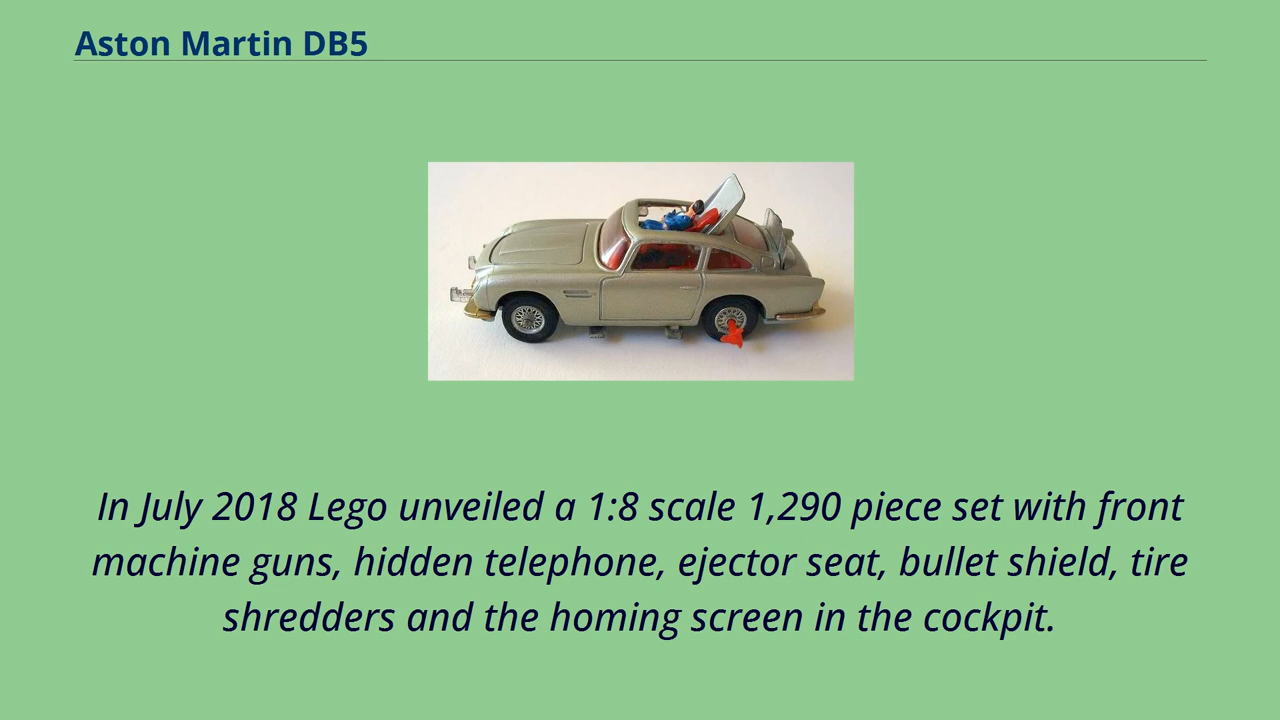 Aston Martin DB5
In July 2018 Lego unveiled a 1:8 scale 1,290 piece set with front
machine guns, hidden telephone, ejector seat, bullet shield, tire
shredders and the homing screen in the cockpit.